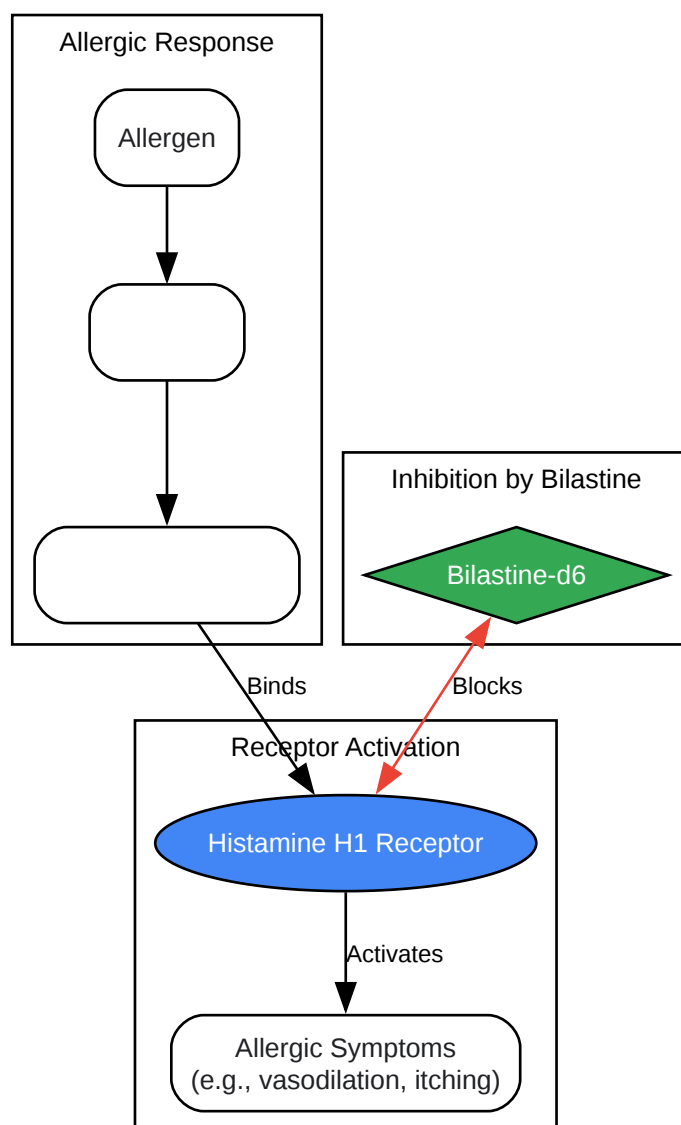 Allergic Response
Allergen
Inhibition by Bilastine
Bilastine-d6
Binds
Blocks
Receptor Activation
Histamine H1 Receptor
Activates
Allergic Symptoms
(e.g., vasodilation, itching)